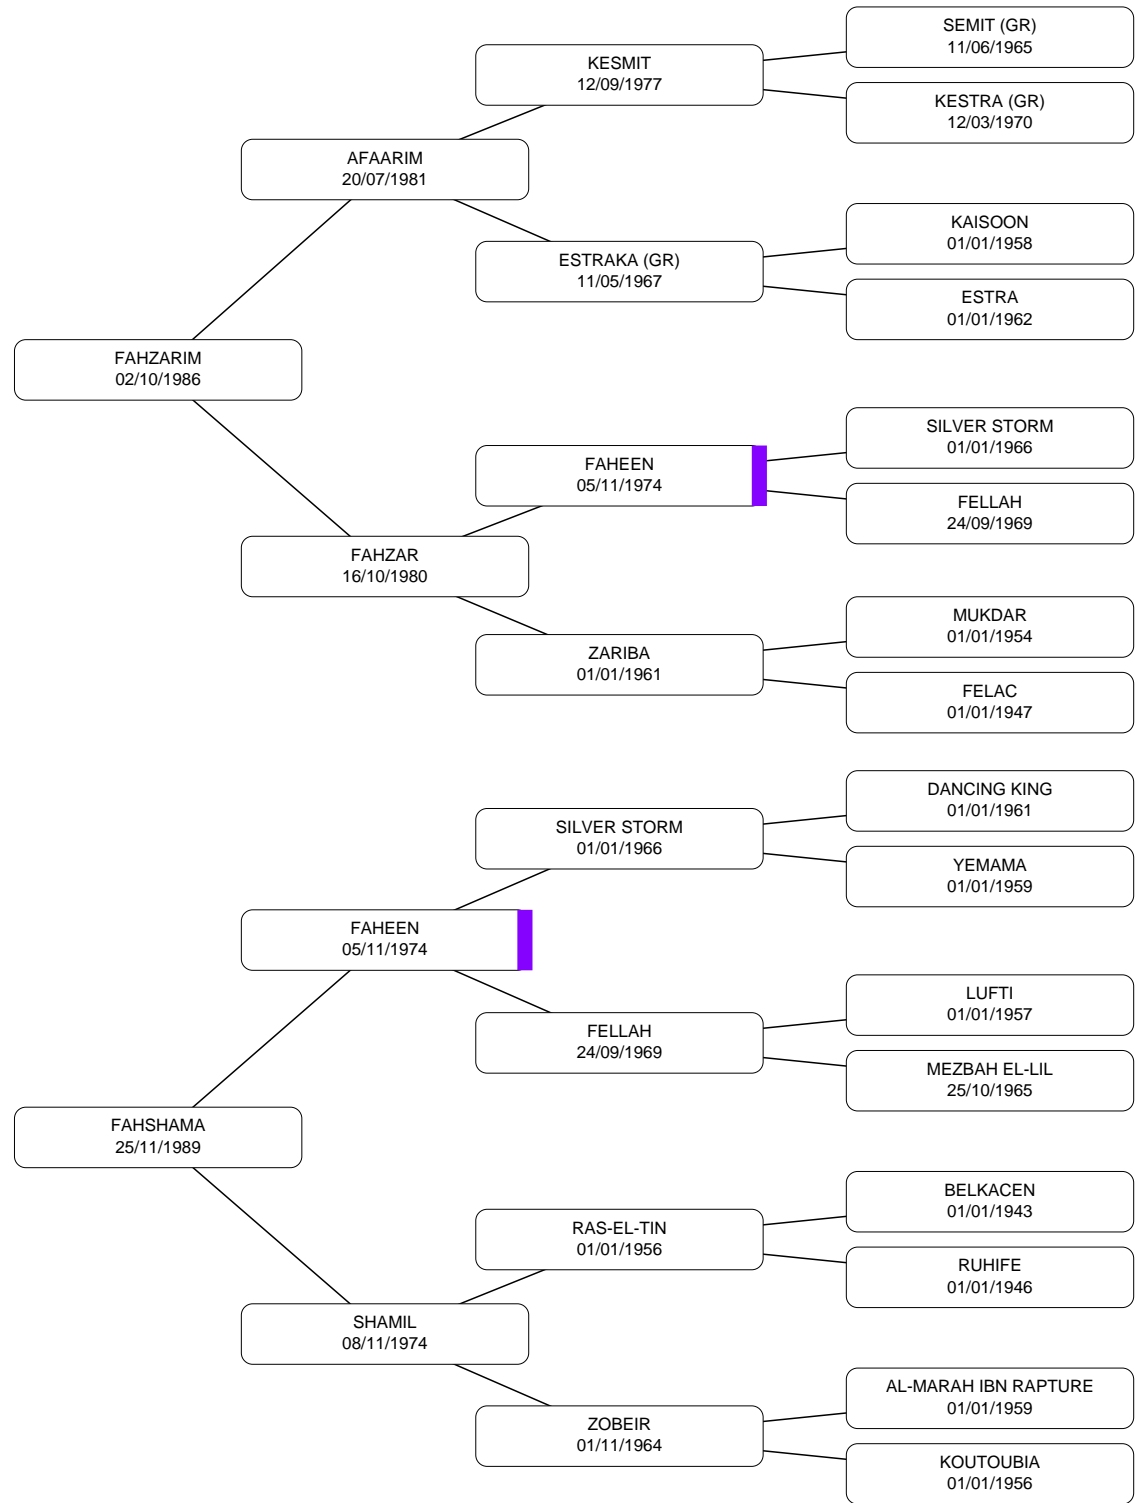 SEMIT (GR)
11/06/1965
KESMIT
12/09/1977
KESTRA (GR)
12/03/1970
AFAARIM
20/07/1981
KAISOON
01/01/1958
ESTRAKA (GR)
11/05/1967
ESTRA
01/01/1962
FAHZARIM
02/10/1986
SILVER STORM
01/01/1966
FAHEEN
05/11/1974
FELLAH
24/09/1969
FAHZAR
16/10/1980
MUKDAR
01/01/1954
ZARIBA
01/01/1961
FELAC
01/01/1947
DANCING KING
01/01/1961
SILVER STORM
01/01/1966
YEMAMA
01/01/1959
FAHEEN
05/11/1974
LUFTI
01/01/1957
FELLAH
24/09/1969
MEZBAH EL-LIL
25/10/1965
FAHSHAMA
25/11/1989
BELKACEN
01/01/1943
RAS-EL-TIN
01/01/1956
RUHIFE
01/01/1946
SHAMIL
08/11/1974
AL-MARAH IBN RAPTURE
01/01/1959
ZOBEIR
01/11/1964
KOUTOUBIA
01/01/1956